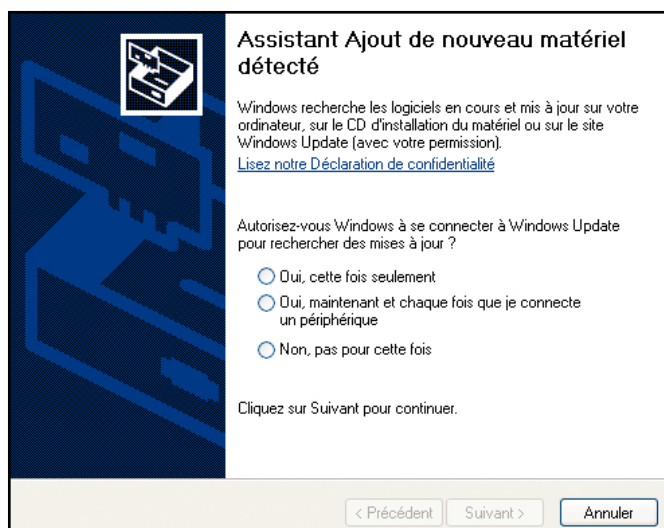 Assistant Ajout de nouveau matériel
détecté
Windows recherche les logiciels en cours et mis à jour sur votre
ordinateur, sur le CD d'installation du matériel ou sur le site
Windows Update (avec votre permission).
Lisez notre Déclaration de confidentialité
Autorisez-vous Windows à se connecter à Windows Update
pour rechercher des mises à jour ?
Oui, cette fois seulement
Oui, maintenant et chaque fois que je connecte
un périphérique
Non, pas pour cette fois
Cliquez sur Suivant pour continuer.
< Précédent Suivant > Annuler